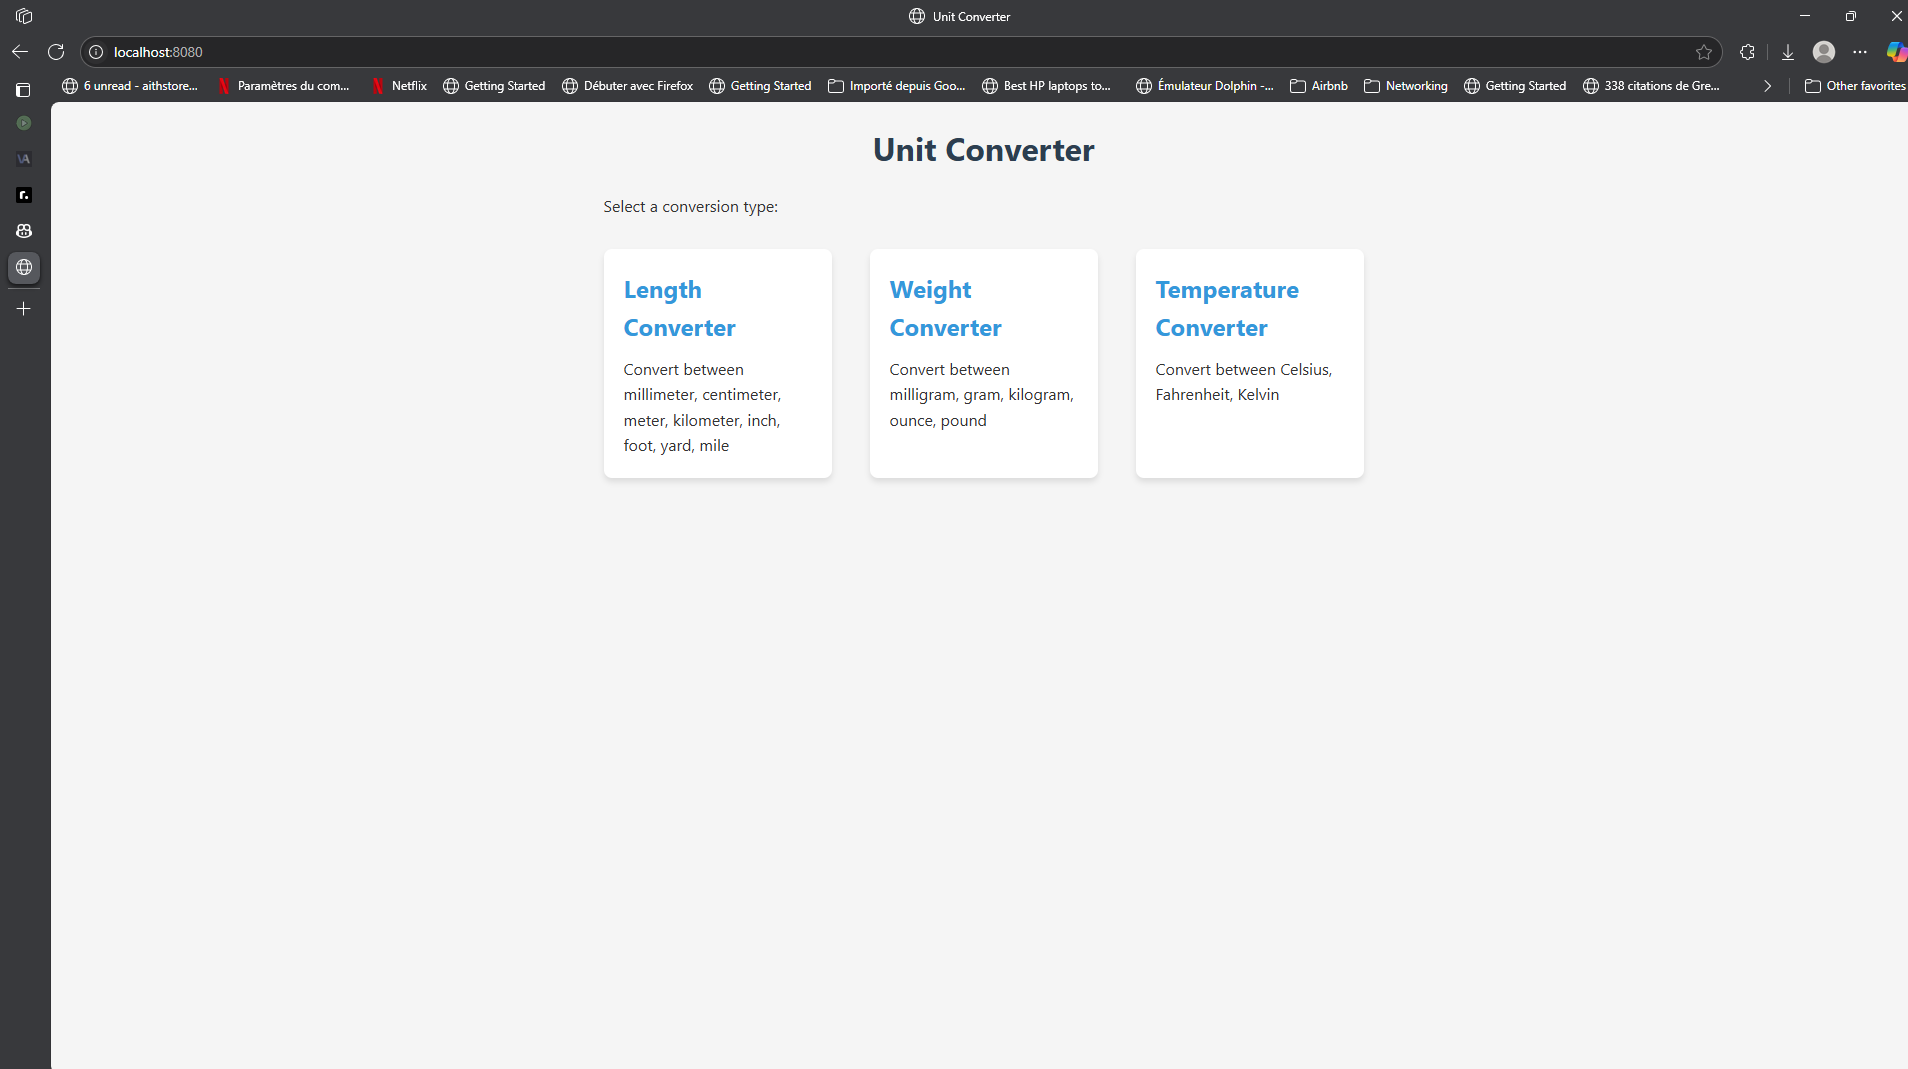 Unit Converter
localhost:8080
6 unread - aithstore... Paramètres du com... Netflix Getting Started Débuter avec Firefox Getting Started Importé depuis Goo... Best HP laptops to... Émulateur Dolphin -... Airbnb Networking Getting Started 338 citations de Gre... Other favorites
Unit Converter
Select a conversion type:
Length
Converter
Convert between
millimeter, centimeter,
meter, kilometer, inch,
foot, yard, mile
Weight
Converter
Convert between
milligram, gram, kilogram,
ounce, pound
Temperature
Converter
Convert between Celsius,
Fahrenheit, Kelvin